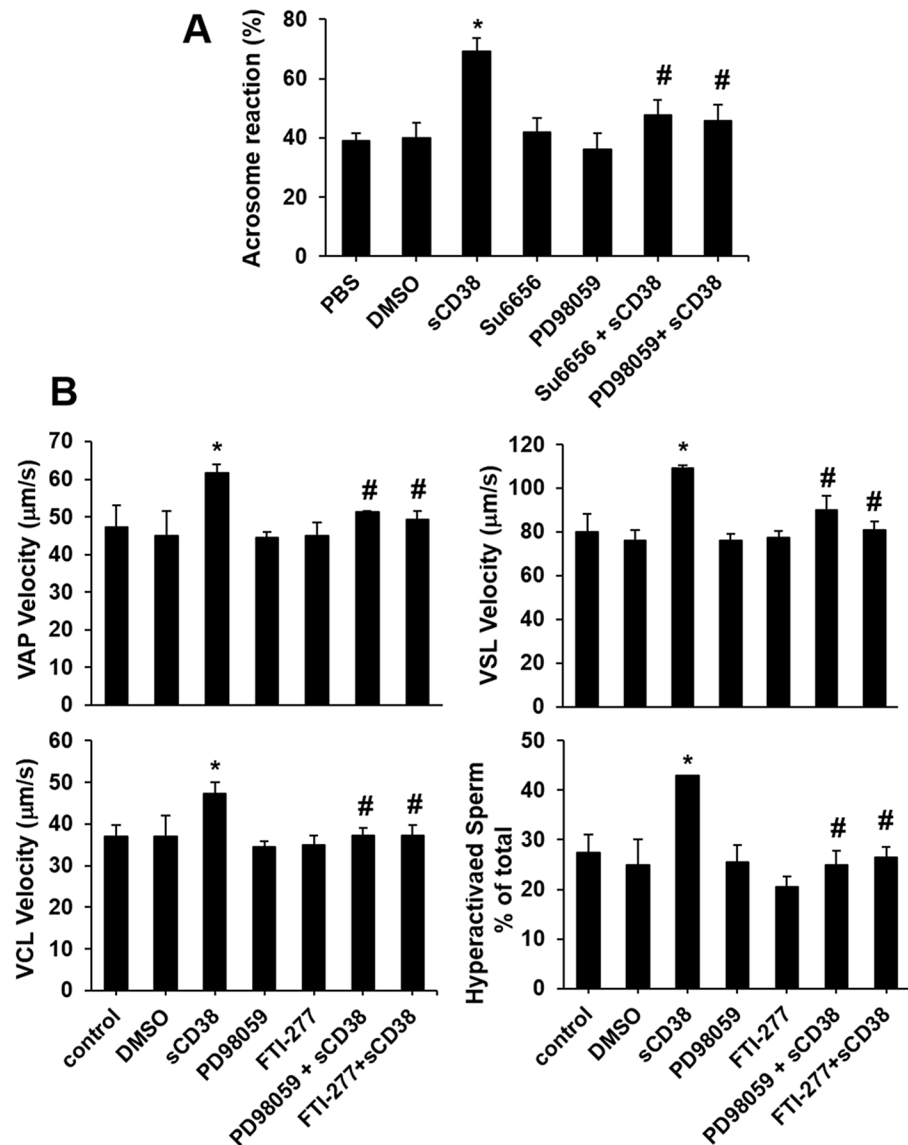 A
Acrosome reaction (%)
80
60
40
20
0
*
#
#
PBS
DMSO
sCD38
Su6656
PD98059
Su6656 + sCD38
PD98059+ sCD38
B
VAP Velocity (μm/s)
70
60
50
40
30
20
10
0
*
#
#
VSL Velocity (μm/s)
120
100
80
60
40
20
0
*
#
#
VCL Velocity (μm/s)
60
50
40
30
20
10
0
*
#
#
control
DMSO
sCD38
PD98059
FTI-277
PD98059 + sCD38
FTI-277+sCD38
Hyperactivaed Sperm
% of total
50
40
30
20
10
0
*
#
#
control
DMSO
sCD38
PD98059
FTI-277
PD98059 + sCD38
FTI-277+sCD38